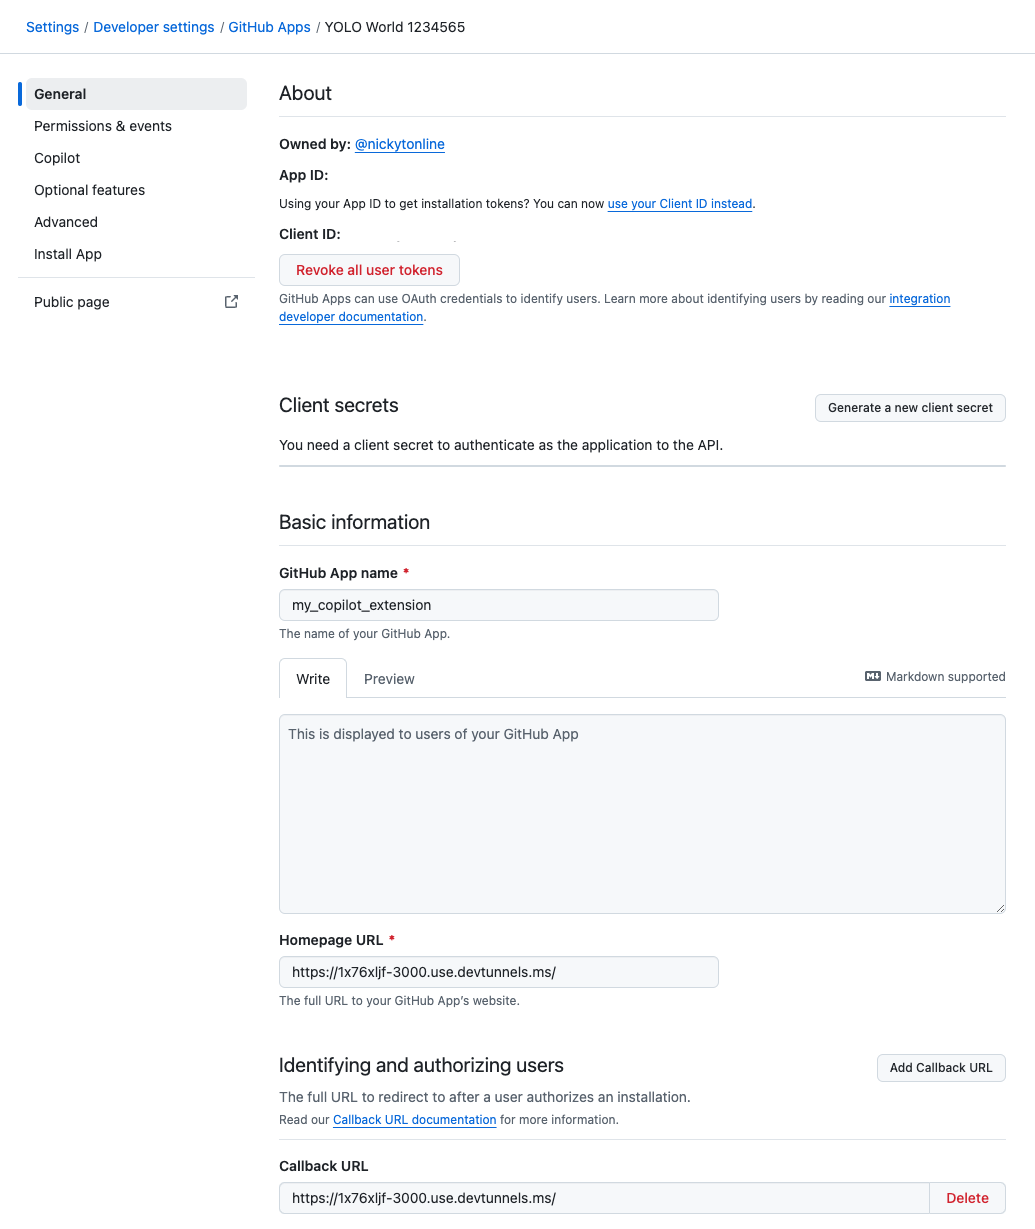 Settings / Developer settings / GitHub Apps / YOLO World 1234565
General
Permissions & events
Copilot
Optional features
Advanced
Install App
Public page
About
Owned by: @nickytonline
App ID:
Using your App ID to get installation tokens? You can now use your Client ID instead.
Client ID:
Revoke all user tokens
GitHub Apps can use OAuth credentials to identify users. Learn more about identifying users by reading our integration
developer documentation.
Client secrets
Generate a new client secret
You need a client secret to authenticate as the application to the API.
Basic information
GitHub App name *
my_copilot_extension
The name of your GitHub App.
Write Preview
Markdown supported
This is displayed to users of your GitHub App
Homepage URL *
https://1x76xljf-3000.use.devtunnels.ms/
The full URL to your GitHub App's website.
Identifying and authorizing users
Add Callback URL
The full URL to redirect to after a user authorizes an installation.
Read our Callback URL documentation for more information.
Callback URL
https://1x76xljf-3000.use.devtunnels.ms/
Delete